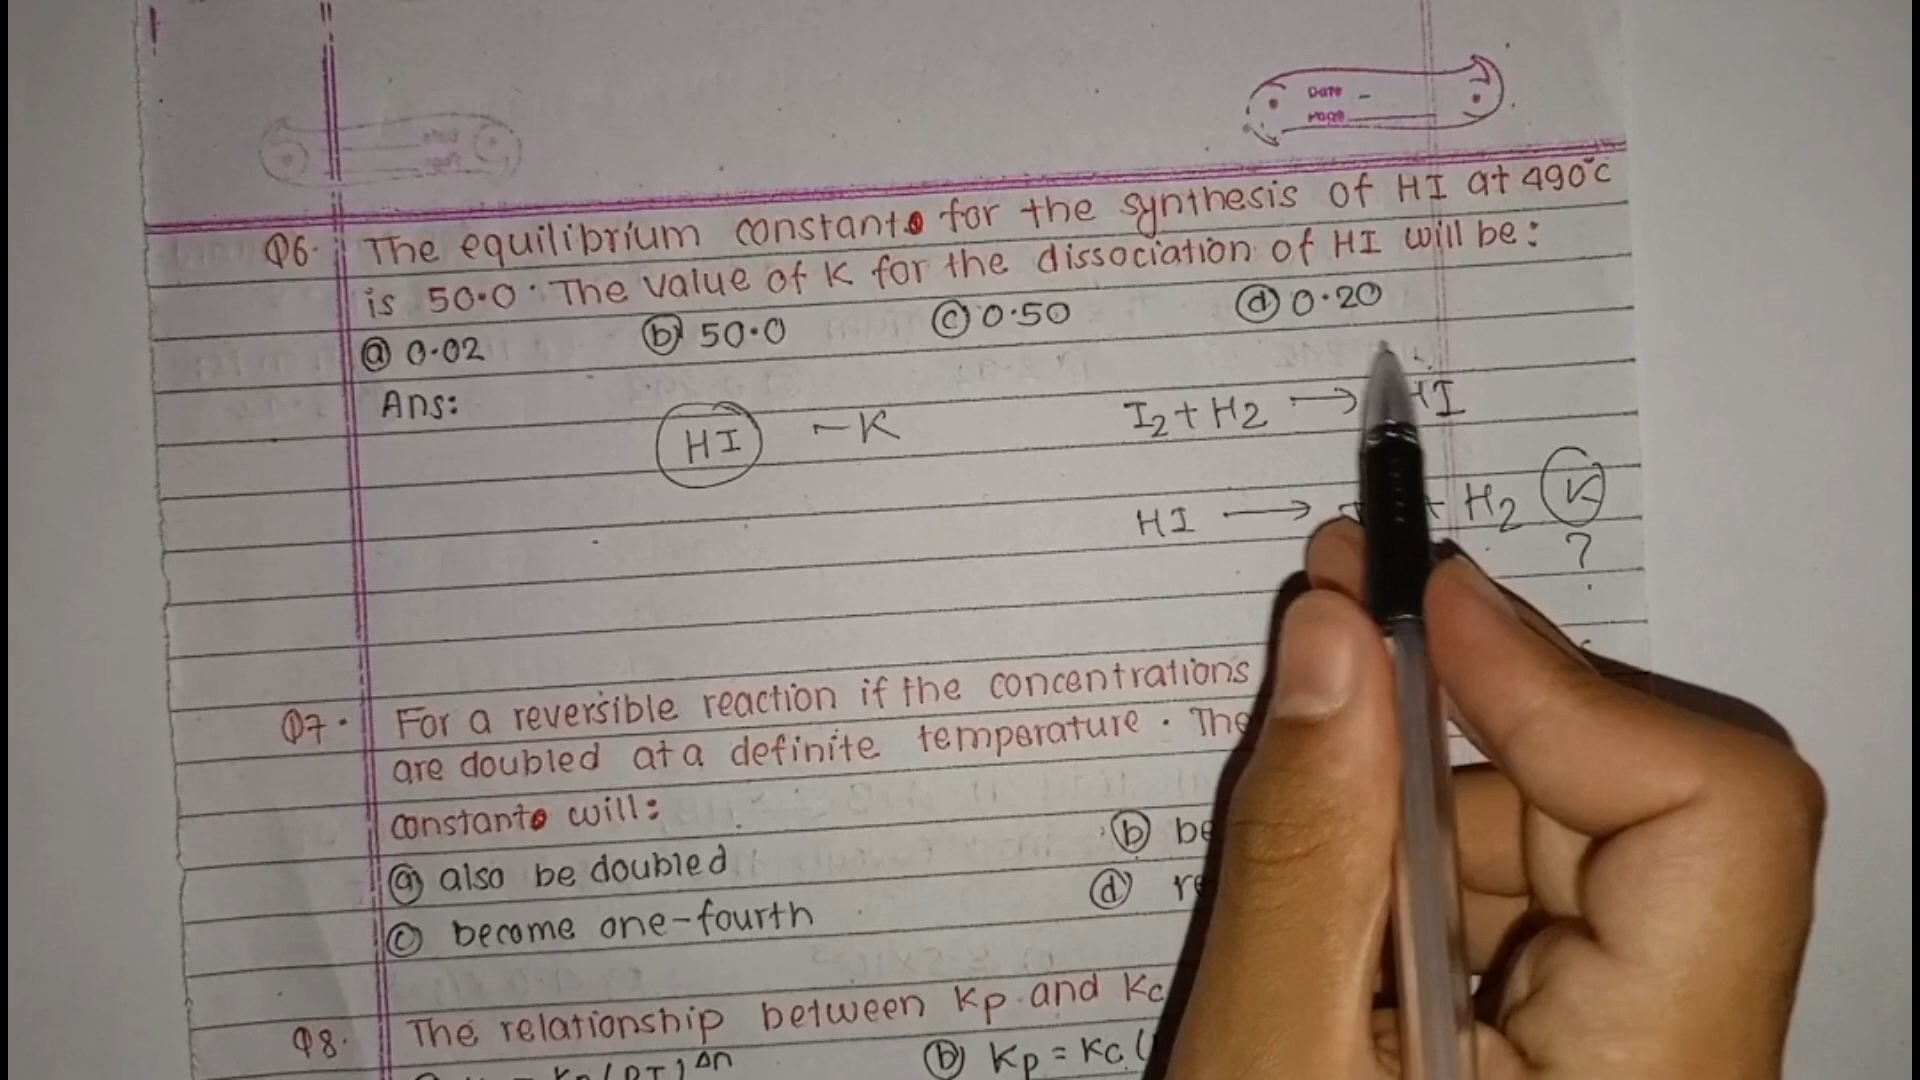 Date
Page
Q6. The equilibrium constant for the synthesis of HI at 490°C
is 50.0. The value of K for the dissociation of HI will be:
(a) 0.02 (b) 50.0 (c) 0.50 (d) 0.20
Ans:
HI – K I2 + H2 → HI
HI → + H2 K
?
Q7. For a reversible reaction if the concentrations
are doubled at a definite temperature. The
constant will:
(a) also be doubled (b) be
(c) become one-fourth (d) re
Q8. The relationship between Kp and Kc
(b) Kp = Kc (